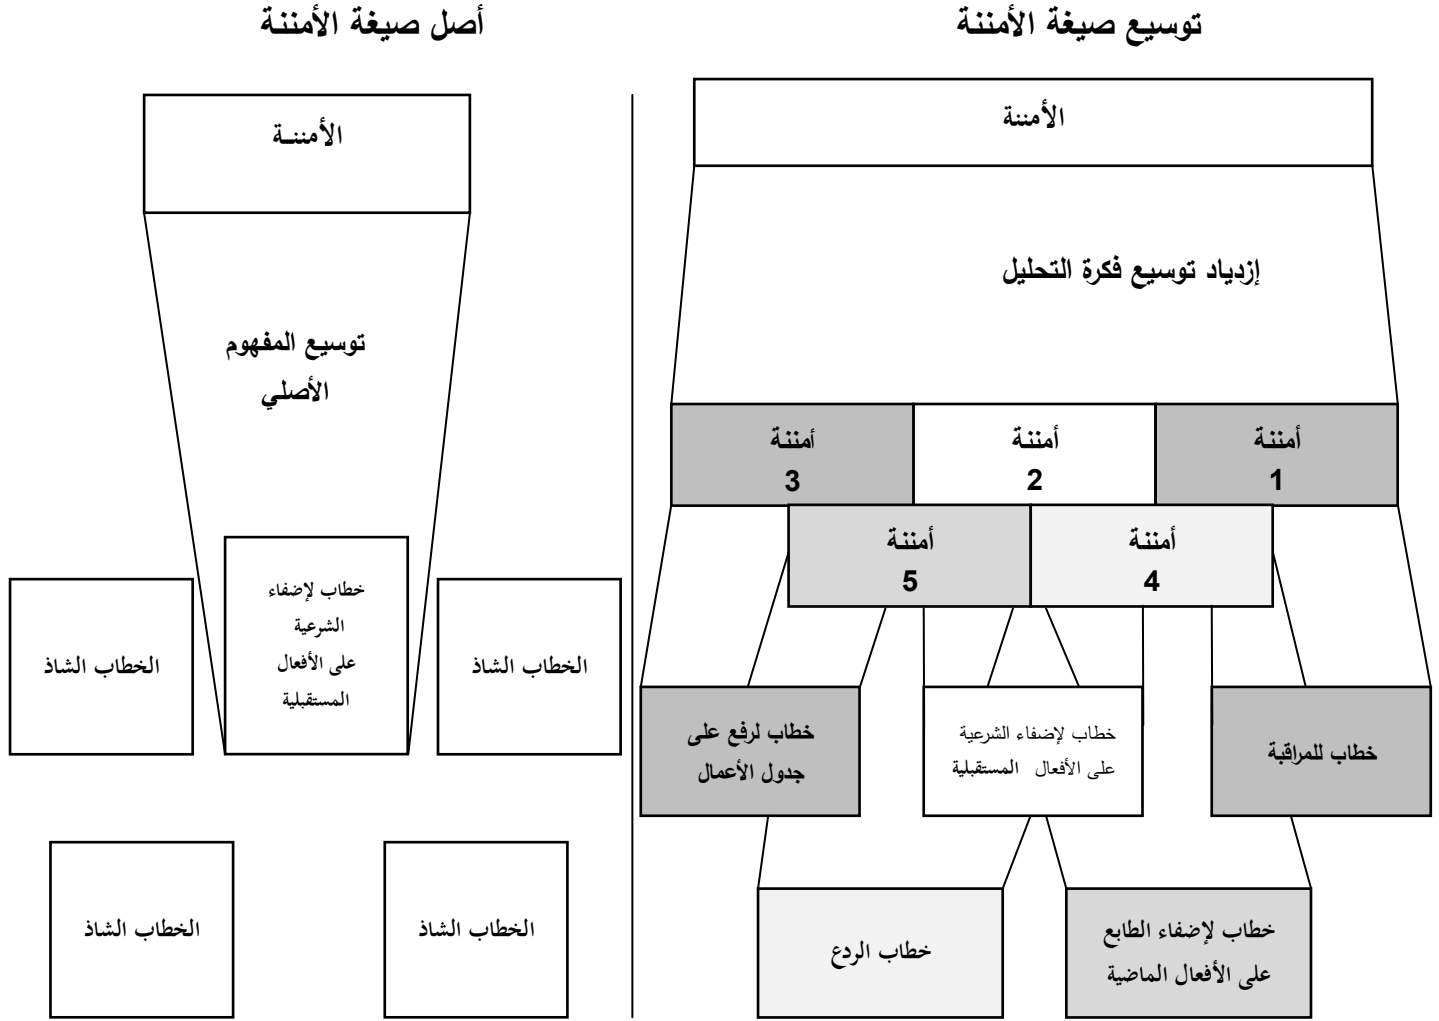 توسيع صيغة الأمننة
الأمننة
إزدياد توسيع فكرة التحليل
أمننة
1
أمننة
2
أمننة
3
أمننة
4
أمننة
5
خطاب للمراقبة
خطاب لإضفاء الشرعية
على الأفعال المستقبلية
خطاب لرفع على
جدول الأعمال
خطاب لإضفاء الطابع
على الأفعال الماضية
خطاب الردع
أصل صيغة الأمننة
الأمننـة
توسيع المفهوم
الأصلي
الخطاب الشاذ
خطاب لإضفاء
الشرعية
على الأفعال
المستقبلية
الخطاب الشاذ
الخطاب الشاذ
الخطاب الشاذ